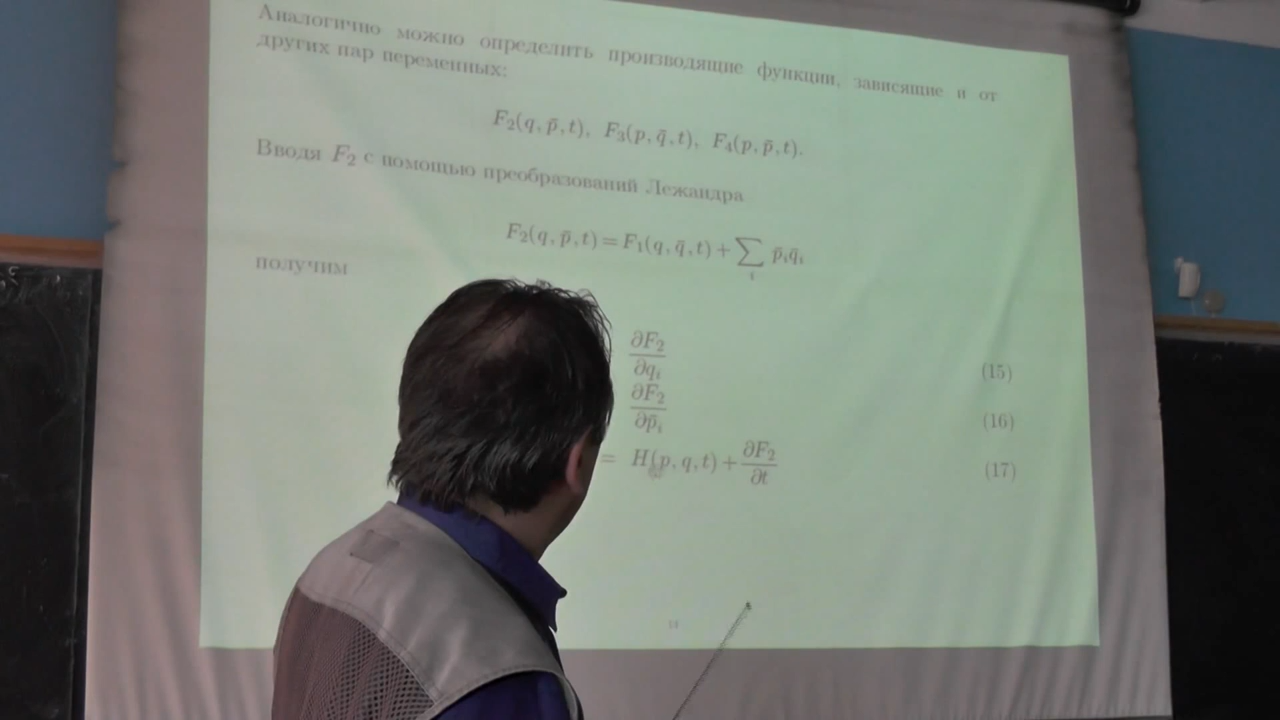 Аналогично можно определить производящие функции, зависящие и от
других пар переменных:
F₂(q, p̄, t), F₃(p, q̄, t), F₄(p, p̄, t).
Вводя F₂ с помощью преобразований Лежандра
F₂(q, p̄, t) = F₁(q, q̄, t) + ∑ᵢ p̄ᵢq̄ᵢ
получим
∂F₂/∂qᵢ (15)
∂F₂/∂p̄ᵢ (16)
= H(p, q, t) + ∂F₂/∂t (17)